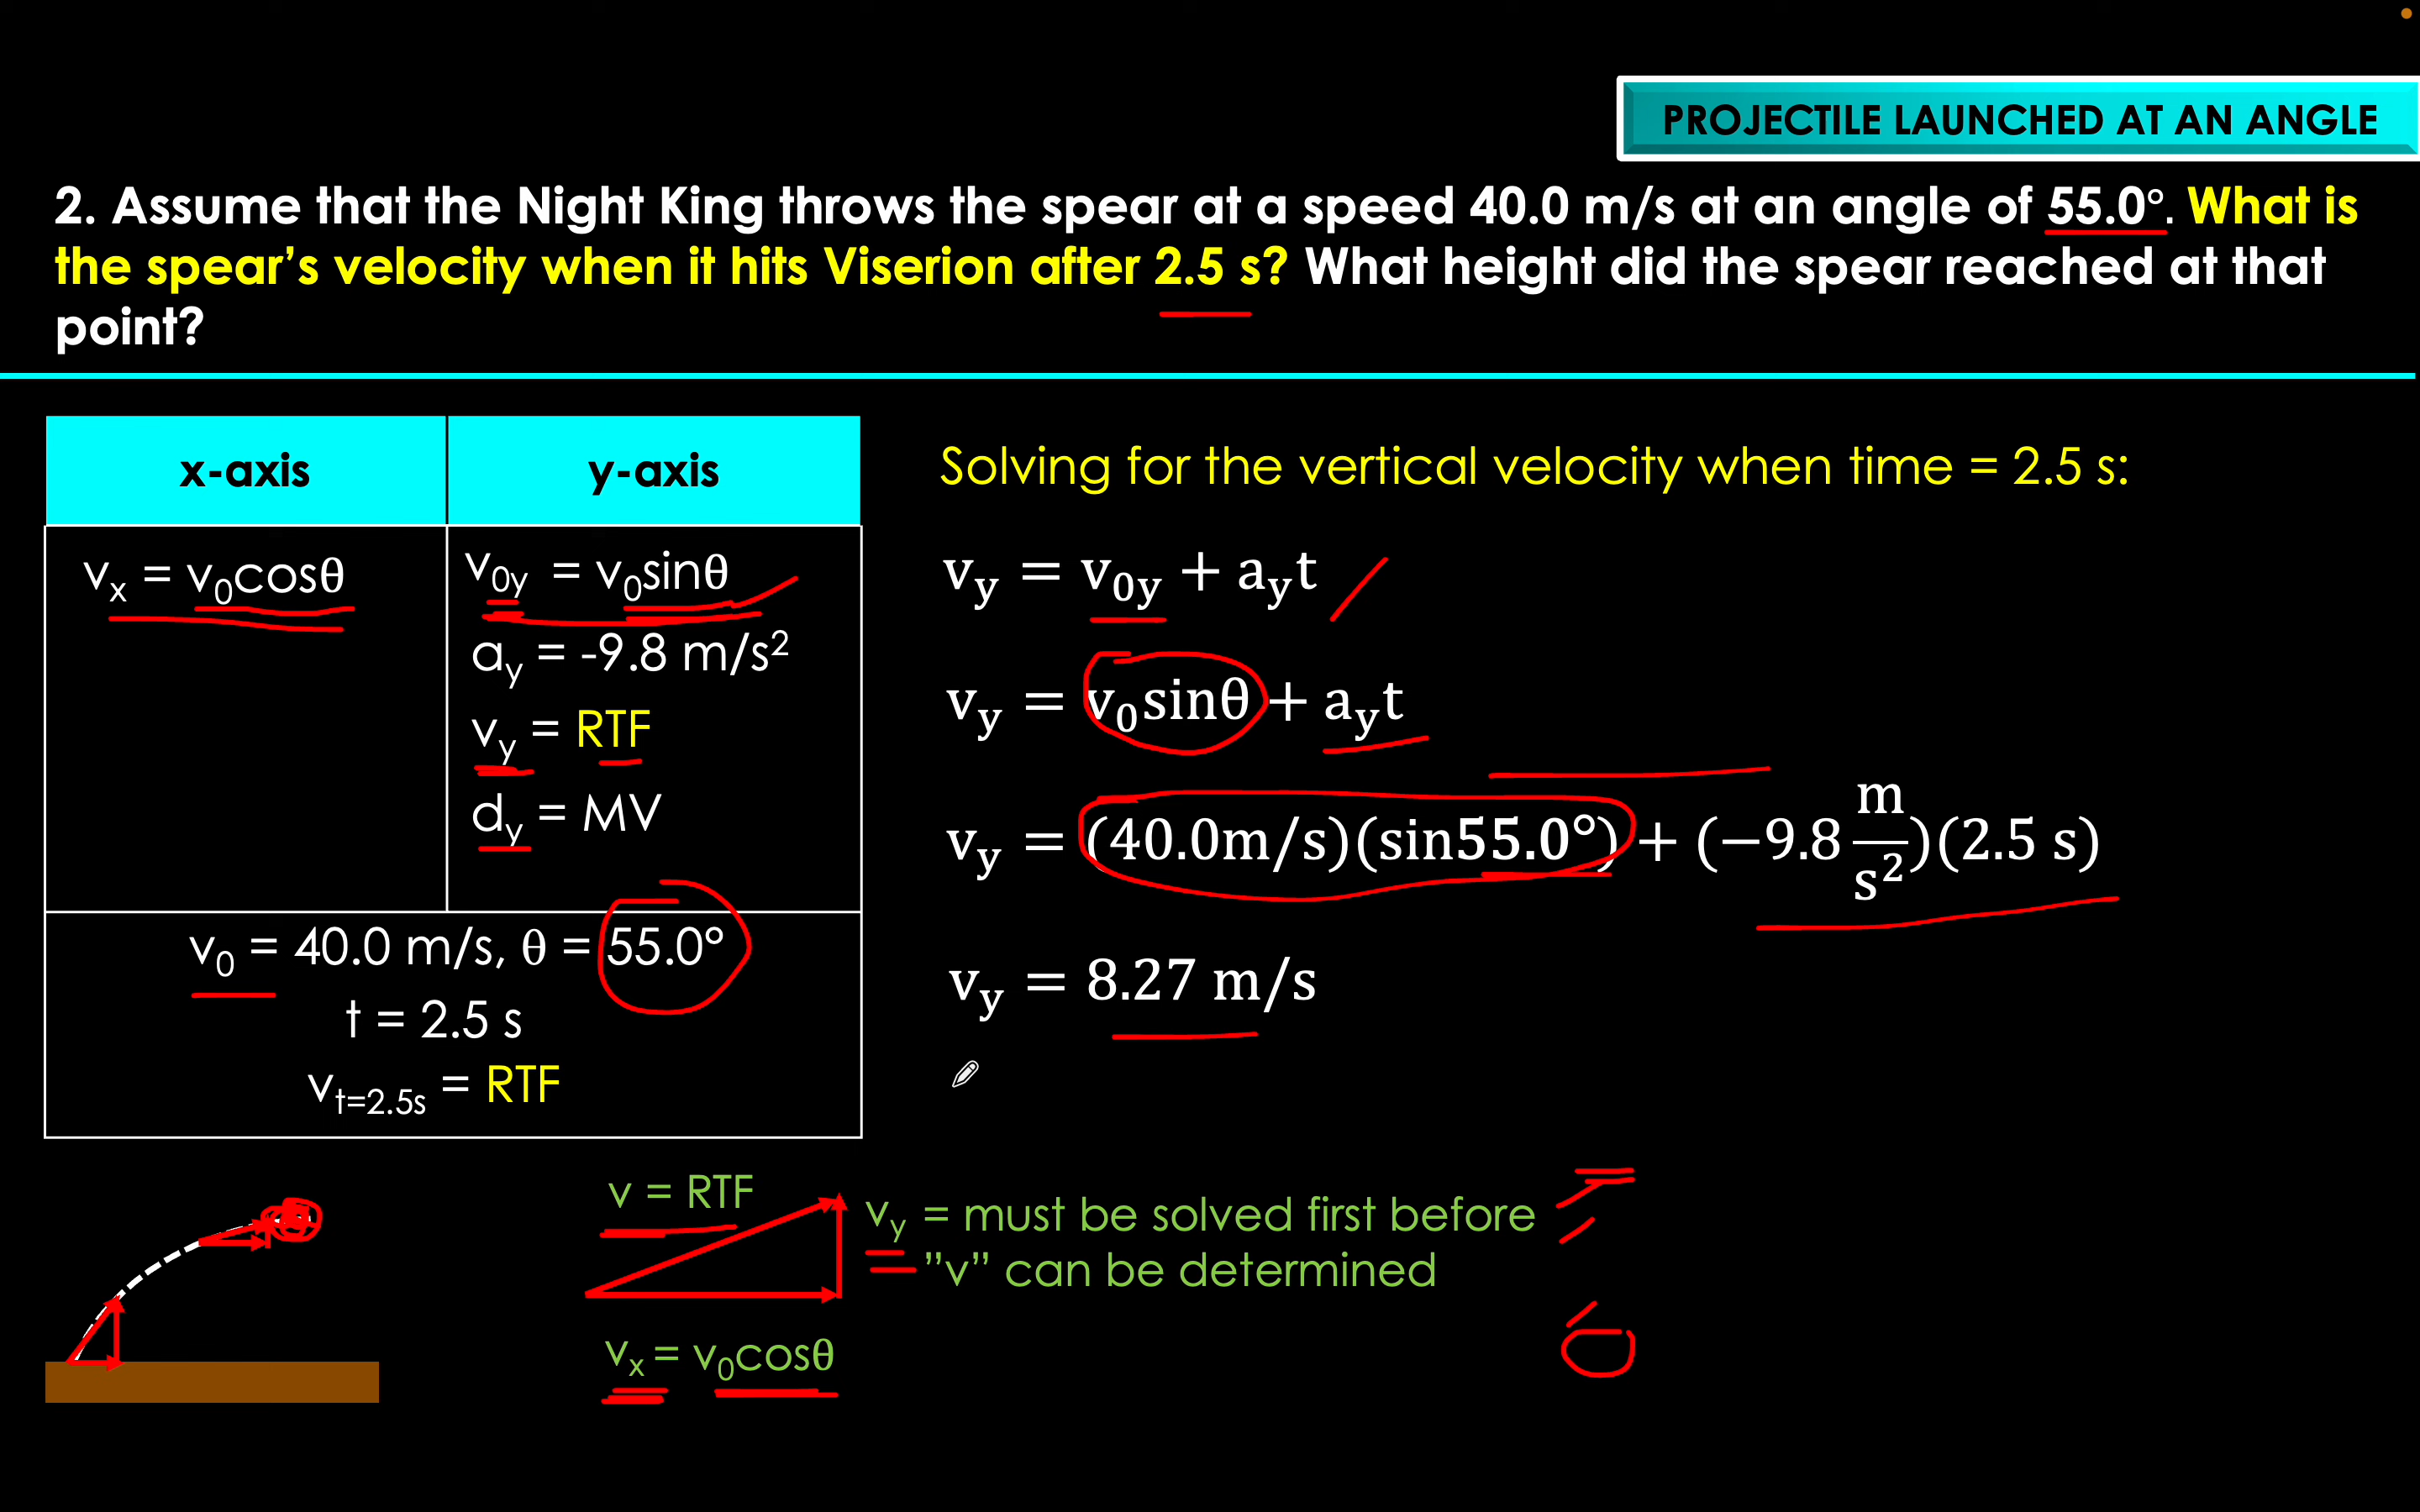 PROJECTILE LAUNCHED AT AN ANGLE
2. Assume that the Night King throws the spear at a speed 40.0 m/s at an angle of 55.0°. What is
the spear’s velocity when it hits Viserion after 2.5 s? What height did the spear reached at that
point?
x-axis
y-axis
vₓ = v₀cosθ
v₀y = v₀sinθ
ay = -9.8 m/s²
vy = RTF
dy = MV
v₀ = 40.0 m/s, θ = 55.0°
t = 2.5 s
vt=2.5s = RTF
Solving for the vertical velocity when time = 2.5 s:
vy = v₀y + ayt
vy = v₀sinθ + ayt
vy = (40.0m/s)(sin55.0°) + (−9.8 m/s²)(2.5 s)
vy = 8.27 m/s
v = RTF
vy = must be solved first before
”v” can be determined
vₓ = v₀cosθ